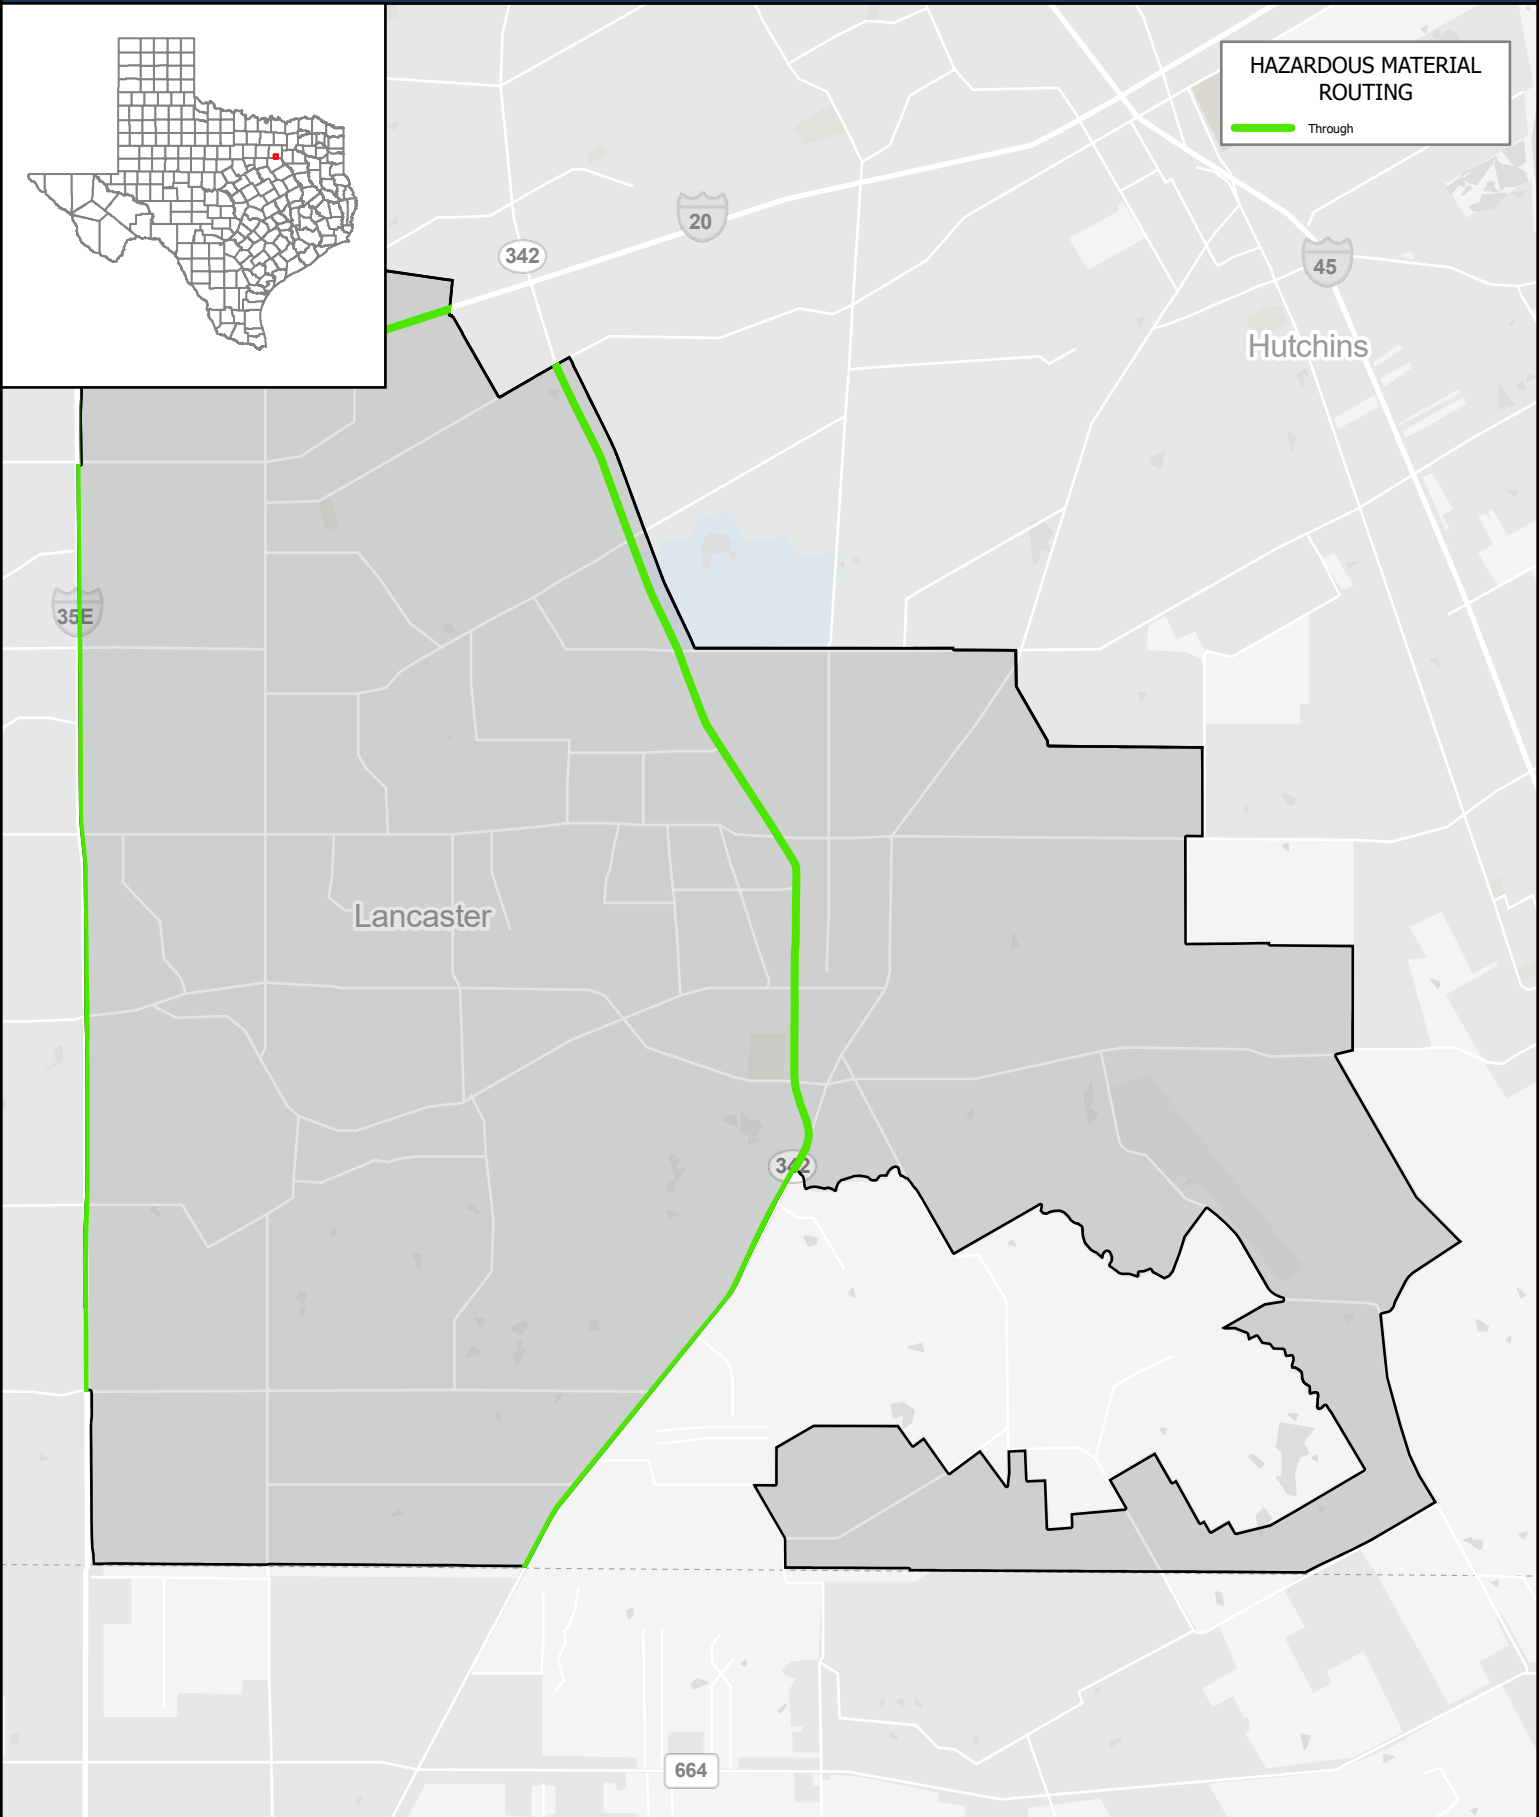 HAZARDOUS MATERIAL
ROUTING
Through
20
342
45
Hutchins
35E
Lancaster
342
664